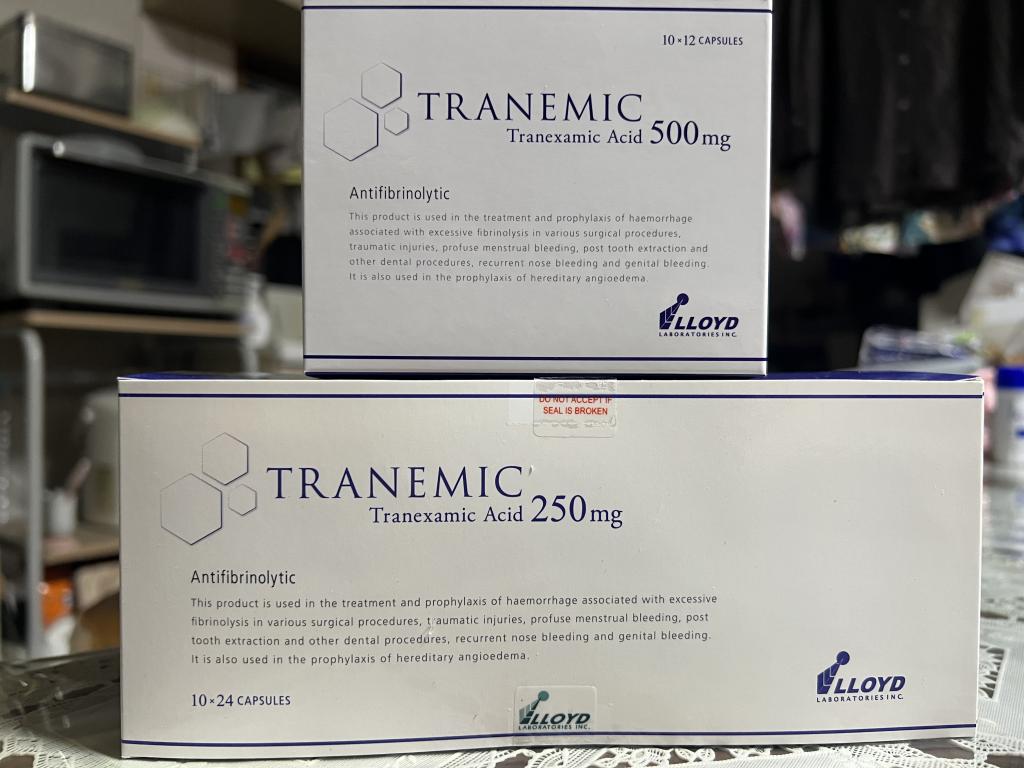 10×12 CAPSULES
TRANEMIC
Tranexamic Acid 500mg
Antifibrinolytic
This product is used in the treatment and prophylaxis of haemorrhage
associated with excessive fibrinolysis in various surgical procedures,
traumatic injuries, profuse menstrual bleeding, post tooth extraction and
other dental procedures, recurrent nose bleeding and genital bleeding.
It is also used in the prophylaxis of hereditary angioedema.
LLOYD
LABORATORIES INC.
DO NOT ACCEPT IF
SEAL IS BROKEN
TRANEMIC
Tranexamic Acid 250mg
Antifibrinolytic
This product is used in the treatment and prophylaxis of haemorrhage associated with excessive
fibrinolysis in various surgical procedures, traumatic injuries, profuse menstrual bleeding, post
tooth extraction and other dental procedures, recurrent nose bleeding and genital bleeding.
It is also used in the prophylaxis of hereditary angioedema.
10×24 CAPSULES
LLOYD
LABORATORIES INC.
LLOYD
LABORATORIES INC.